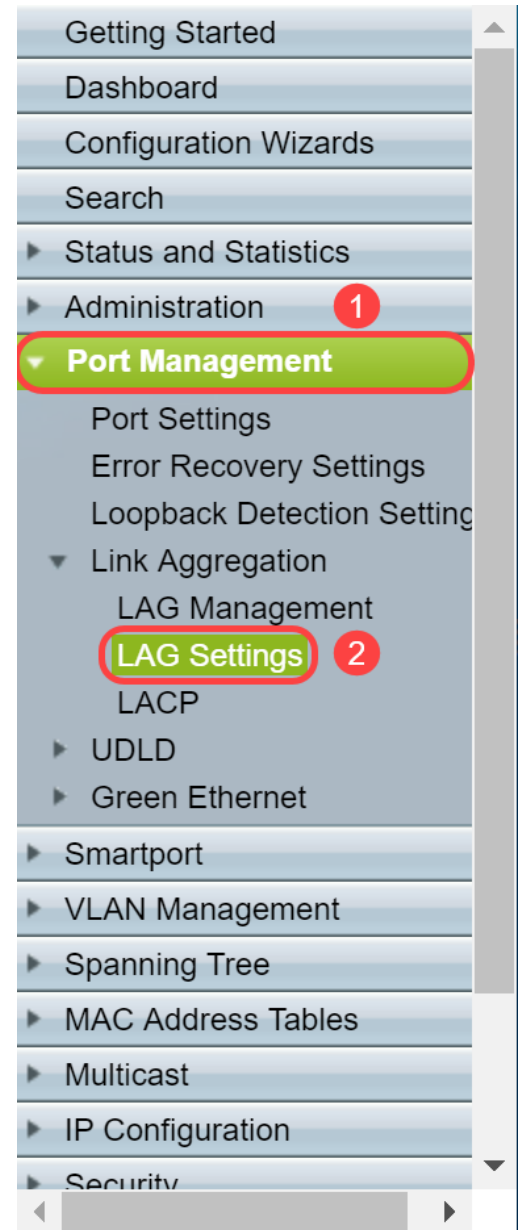 Getting Started
Dashboard
Configuration Wizards
Search
Status and Statistics
Administration 1
Port Management
Port Settings
Error Recovery Settings
Loopback Detection Setting
Link Aggregation
LAG Management
LAG Settings 2
LACP
UDLD
Green Ethernet
Smartport
VLAN Management
Spanning Tree
MAC Address Tables
Multicast
IP Configuration
Security